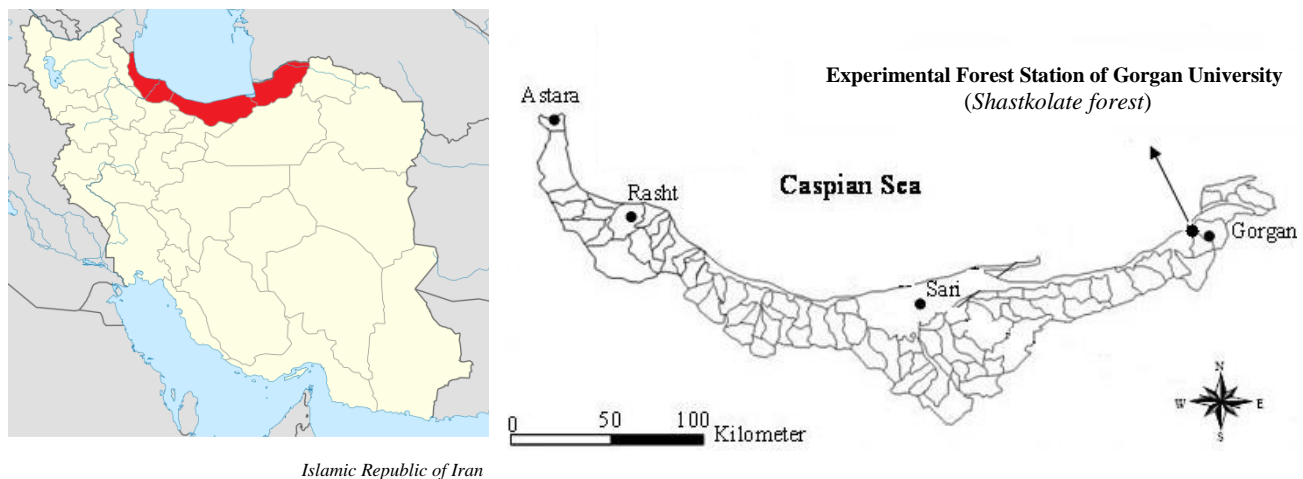 Experimental Forest Station of Gorgan University
(Shastkolate forest)
Astara
Caspian Sea
Rasht
Gorgan
Sari
0 50 100
Kilometer
N
W E
S
Islamic Republic of Iran